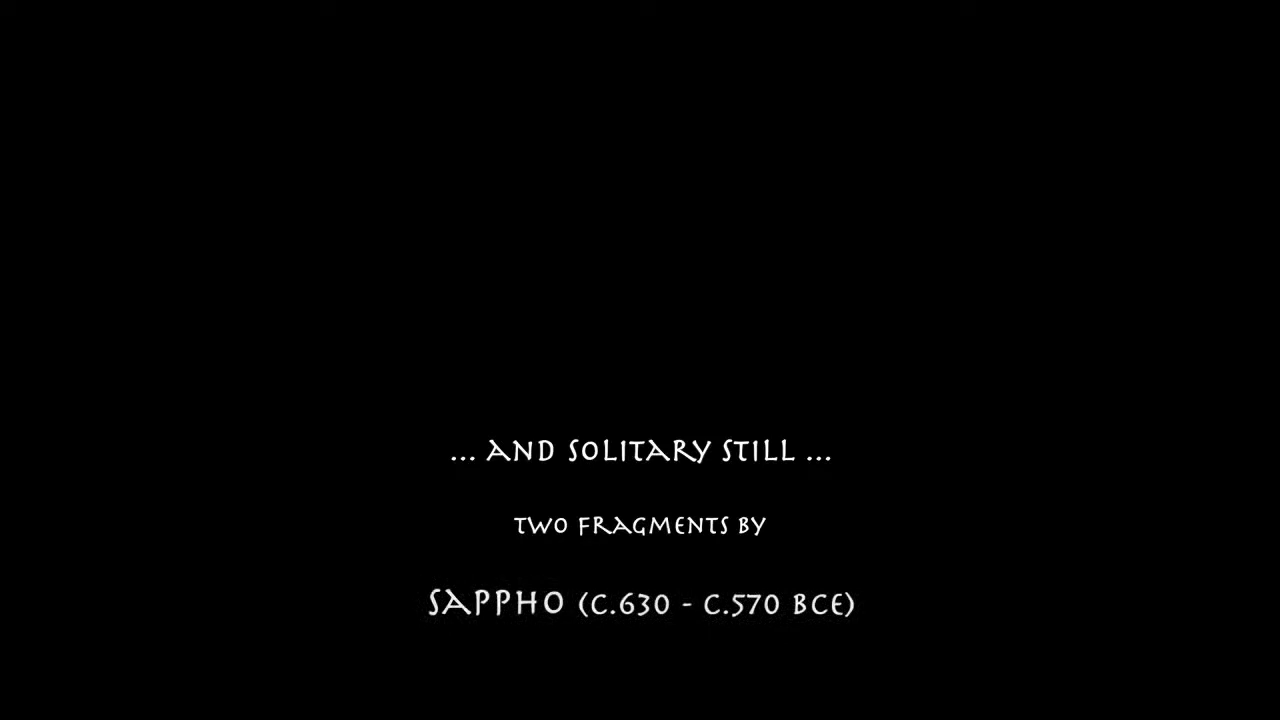 ... and solitary still ...
two fragments by
Sappho (c.630 - c.570 BCE)